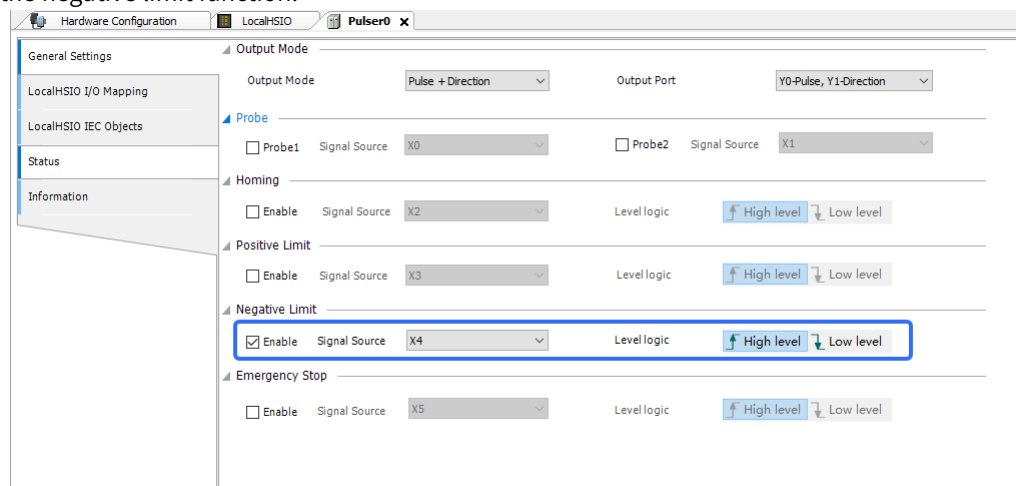 the negative limit function.
Hardware Configuration LocalHSIO Pulser0
General Settings
LocalHSIO I/O Mapping
LocalHSIO IEC Objects
Status
Information
Output Mode
Output Mode Pulse + Direction Output Port Y0-Pulse, Y1-Direction
Probe
Probe1 Signal Source X0 Probe2 Signal Source X1
Homing
Enable Signal Source X2 Level logic High level Low level
Positive Limit
Enable Signal Source X3 Level logic High level Low level
Negative Limit
Enable Signal Source X4 Level logic High level Low level
Emergency Stop
Enable Signal Source X5 Level logic High level Low level